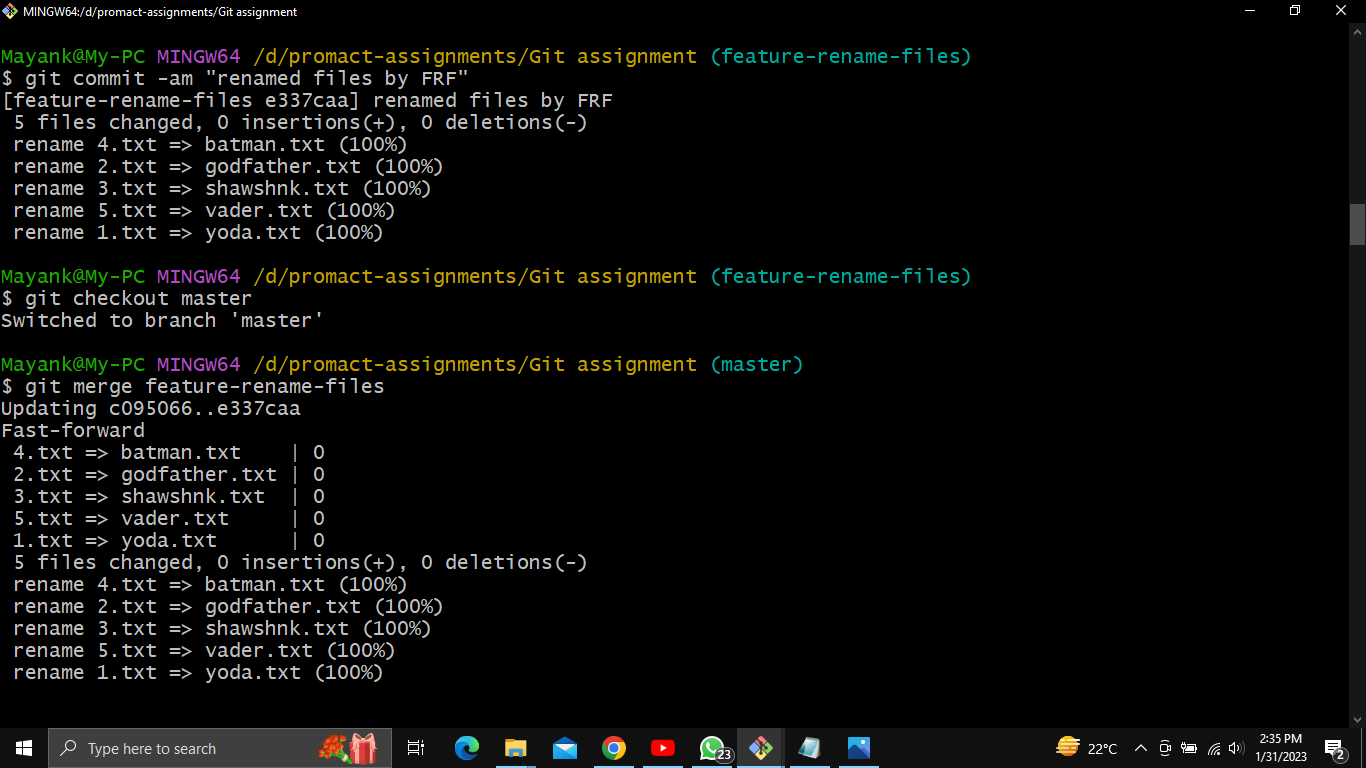 MINGW64:/d/promact-assignments/Git assignment
Mayank@My-PC MINGW64 /d/promact-assignments/Git assignment (feature-rename-files)
$ git commit -am "renamed files by FRF"
[feature-rename-files e337caa] renamed files by FRF
 5 files changed, 0 insertions(+), 0 deletions(-)
 rename 4.txt => batman.txt (100%)
 rename 2.txt => godfather.txt (100%)
 rename 3.txt => shawshnk.txt (100%)
 rename 5.txt => vader.txt (100%)
 rename 1.txt => yoda.txt (100%)
Mayank@My-PC MINGW64 /d/promact-assignments/Git assignment (feature-rename-files)
$ git checkout master
Switched to branch 'master'
Mayank@My-PC MINGW64 /d/promact-assignments/Git assignment (master)
$ git merge feature-rename-files
Updating c095066..e337caa
Fast-forward
 4.txt => batman.txt    | 0
 2.txt => godfather.txt | 0
 3.txt => shawshnk.txt  | 0
 5.txt => vader.txt     | 0
 1.txt => yoda.txt      | 0
 5 files changed, 0 insertions(+), 0 deletions(-)
 rename 4.txt => batman.txt (100%)
 rename 2.txt => godfather.txt (100%)
 rename 3.txt => shawshnk.txt (100%)
 rename 5.txt => vader.txt (100%)
 rename 1.txt => yoda.txt (100%)
Type here to search
23
22°C
2:35 PM
1/31/2023
2